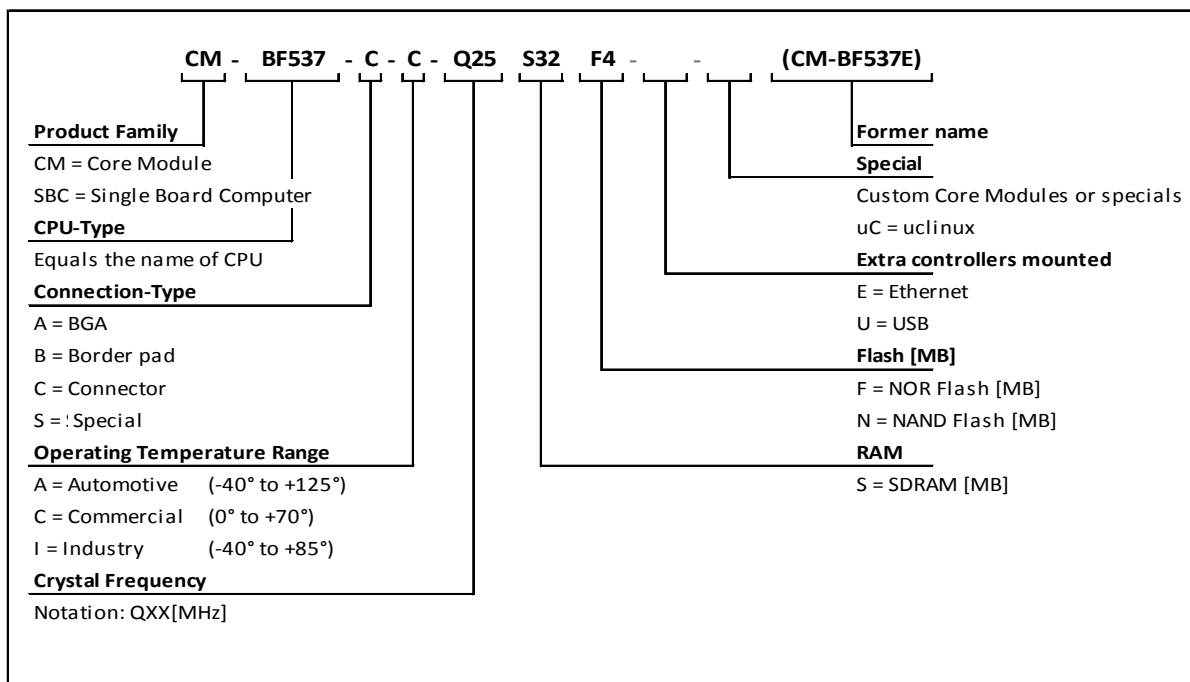 CM - BF537 - C - C - Q25 S32 F4 - - (CM-BF537E)
Product Family
CM = Core Module
SBC = Single Board Computer
CPU-Type
Equals the name of CPU
Connection-Type
A = BGA
B = Border pad
C = Connector
S = Special
Operating Temperature Range
A = Automotive (-40° to +125°)
C = Commercial (0° to +70°)
I = Industry (-40° to +85°)
Crystal Frequency
Notation: QXX[MHz]
Former name
Special
Custom Core Modules or specials
uC = uclinux
Extra controllers mounted
E = Ethernet
U = USB
Flash [MB]
F = NOR Flash [MB]
N = NAND Flash [MB]
RAM
S = SDRAM [MB]